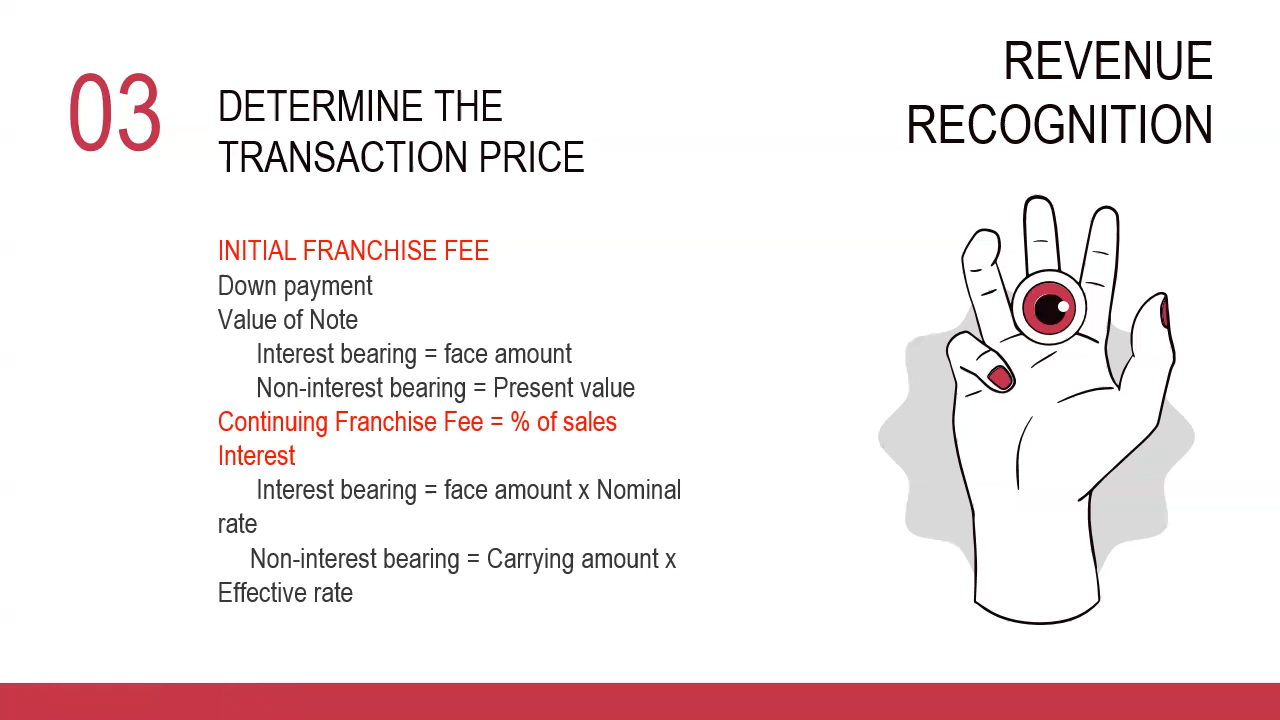 03
DETERMINE THE
TRANSACTION PRICE
REVENUE
RECOGNITION
INITIAL FRANCHISE FEE
Down payment
Value of Note
Interest bearing = face amount
Non-interest bearing = Present value
Continuing Franchise Fee = % of sales
Interest
Interest bearing = face amount x Nominal
rate
Non-interest bearing = Carrying amount x
Effective rate